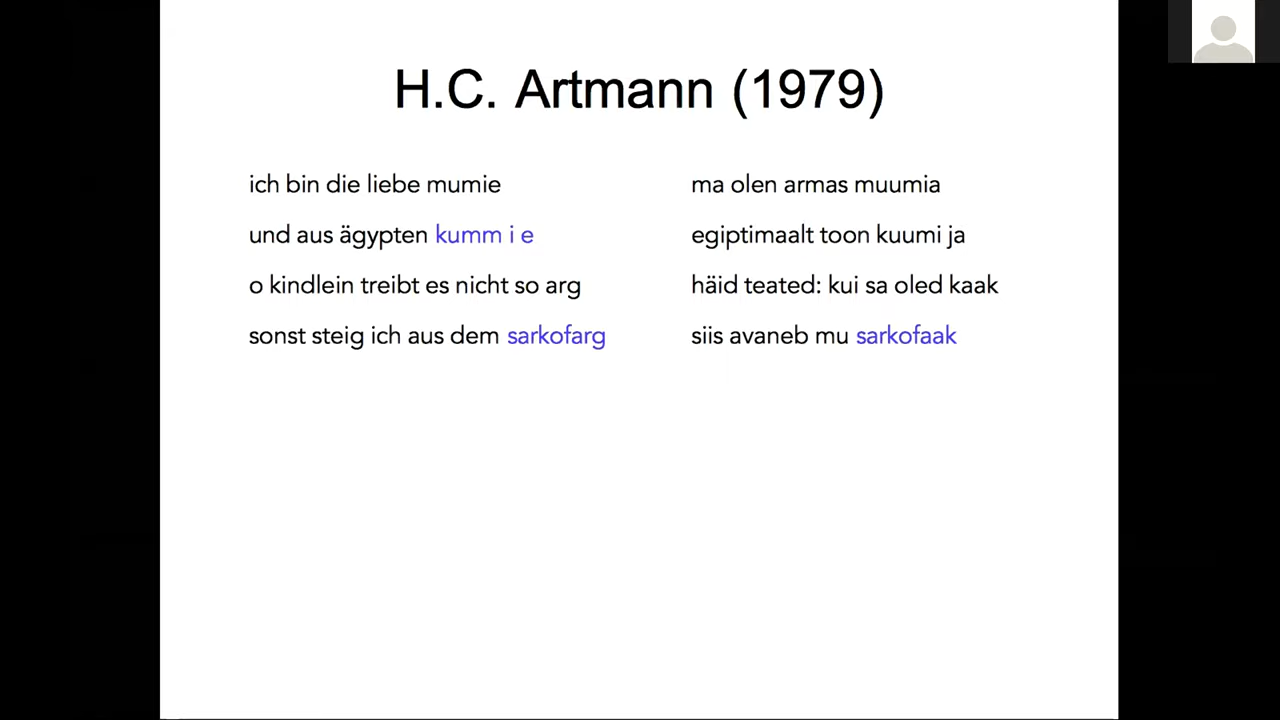 H.C. Artmann (1979)
ich bin die liebe mumie
und aus ägypten kumm i e
o kindlein treibt es nicht so arg
sonst steig ich aus dem sarkofarg
ma olen armas muumia
egiptimaalt toon kuumi ja
häid teated: kui sa oled kaak
siis avaneb mu sarkofaak